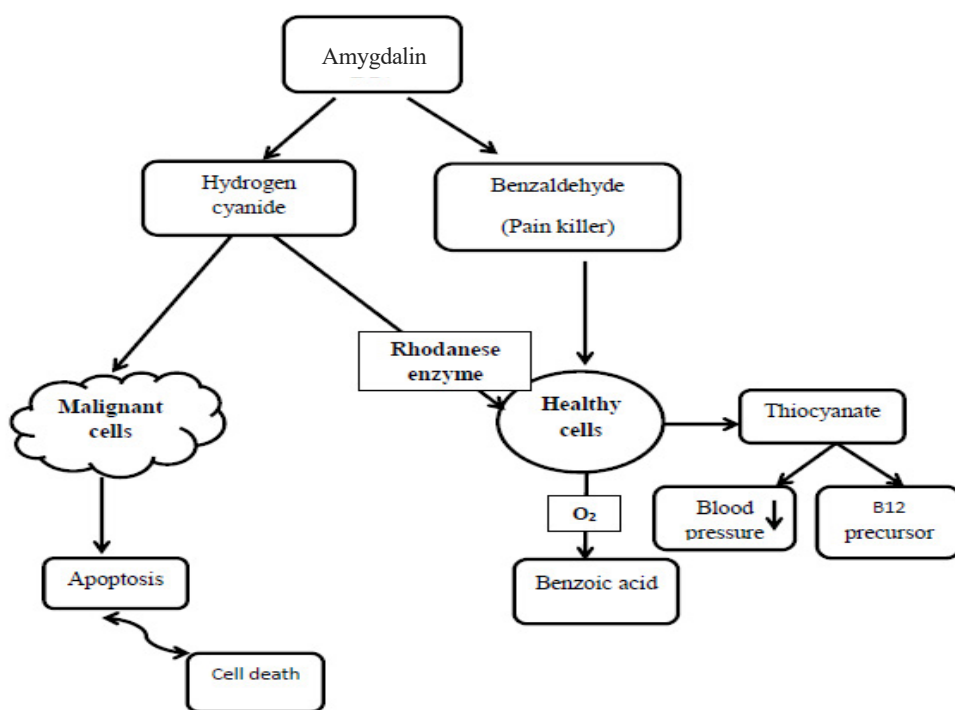 Amygdalin
Hydrogen
cyanide
Benzaldehyde
(Pain killer)
Rhodanese
enzyme
Malignant
cells
Healthy
cells
Thiocyanate
O₂
Blood
pressure
B12
precursor
Apoptosis
Benzoic acid
Cell death